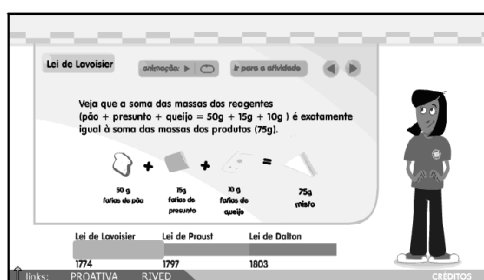 Lei de Lavoisier
animação:
ir para a atividade
Veja que a soma das massas dos reagentes
(pão + presunto + queijo = 50g + 15g + 10g ) é exatamente
igual à soma das massas dos produtos (75g).
+ + =
50 g 15g 10 g 75g
fatias de pão fatias de presunto fatias de queijo misto
Lei de Lavoisier Lei de Proust Lei de Dalton
1774 1797 1803
links: PROATIVA RIVED CRÉDITOS